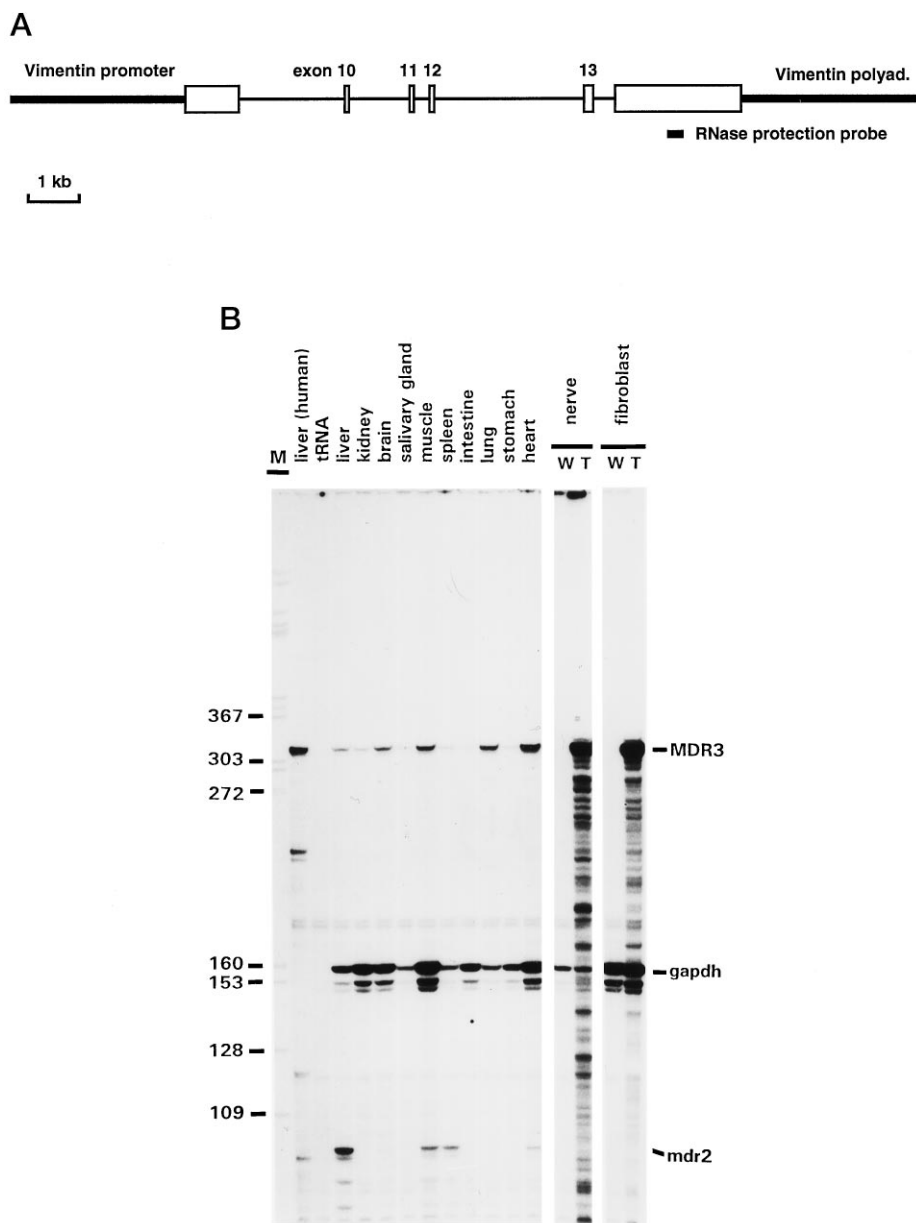 A
Vimentin promoter
exon 10
11
12
13
Vimentin polyad.
RNase protection probe
1 kb
B
M
liver (human)
tRNA
liver
kidney
brain
salivary gland
muscle
spleen
intestine
lung
stomach
heart
nerve
fibroblast
W T
W T
367
303
272
160
153
128
109
MDR3
gapdh
mdr2